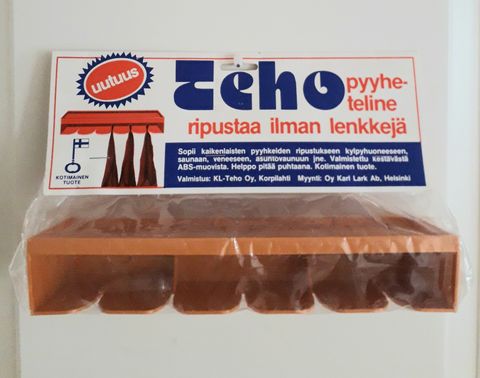 uutuus
Teho pyyhe-
teline
ripustaa ilman lenkkejä
KOTIMAINEN
TUOTE
Sopii kaikenlaisten pyyhkeiden ripustukseen kylpyhuoneeseen,
saunaan, veneeseen, asuntovaunuun jne. Valmistettu kestävästä
ABS-muovista. Helppo pitää puhtaana. Kotimainen tuote.
Valmistus: KL-Teho Oy, Korpilahti Myynti: Oy Karl Lark Ab, Helsinki